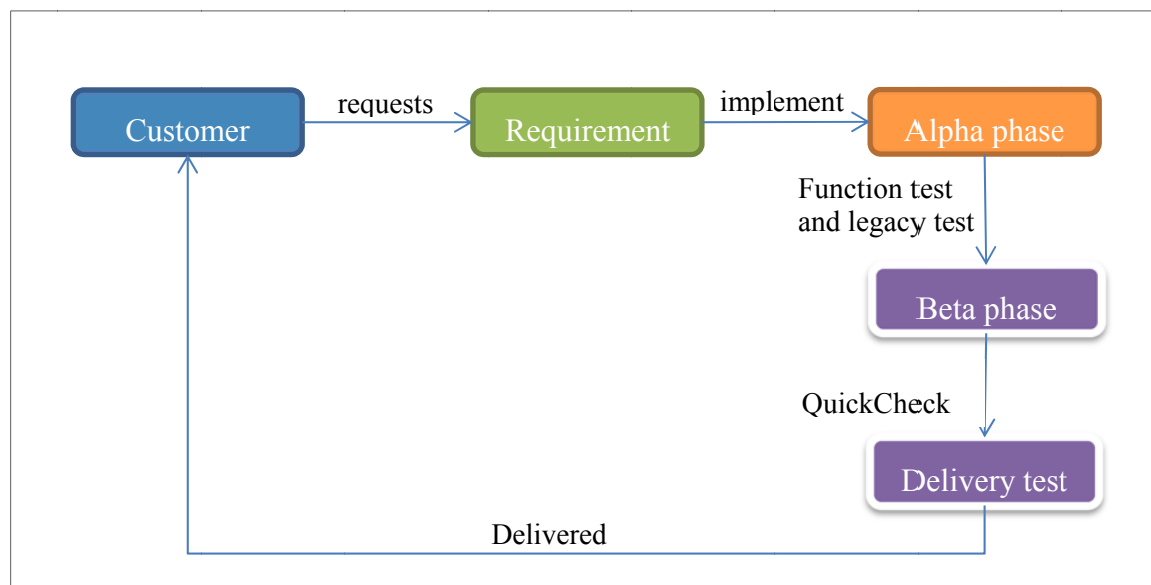 Customer
requests
Requirement
implement
Alpha phase
Function test
and legacy test
Beta phase
QuickCheck
Delivery test
Delivered